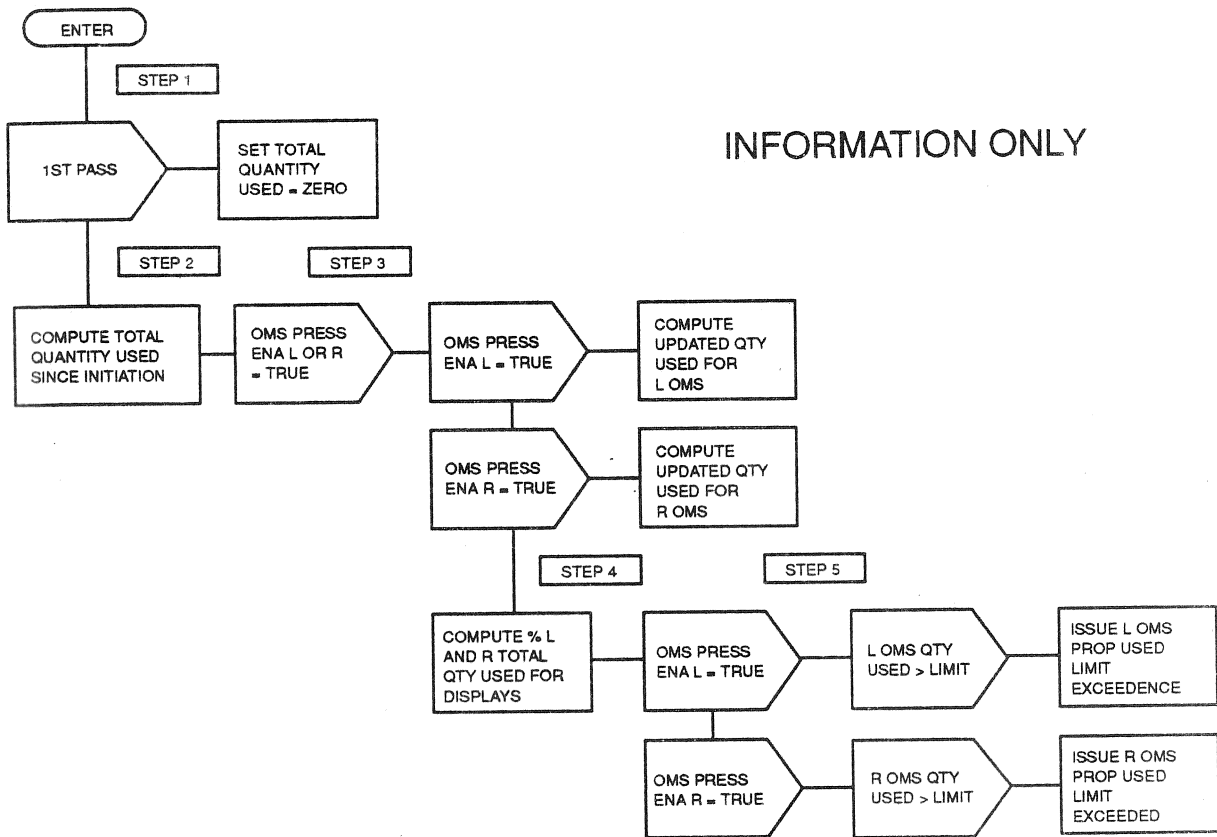 ENTER
STEP 1
INFORMATION ONLY
1ST PASS
SET TOTAL
QUANTITY
USED = ZERO
STEP 2
STEP 3
COMPUTE TOTAL
QUANTITY USED
SINCE INITIATION
OMS PRESS
ENA L OR R
= TRUE
OMS PRESS
ENA L = TRUE
COMPUTE
UPDATED QTY
USED FOR
L OMS
OMS PRESS
ENA R = TRUE
COMPUTE
UPDATED QTY
USED FOR
R OMS
STEP 4
STEP 5
COMPUTE % L
AND R TOTAL
QTY USED FOR
DISPLAYS
OMS PRESS
ENA L = TRUE
L OMS QTY
USED > LIMIT
ISSUE L OMS
PROP USED
LIMIT
EXCEEDENCE
OMS PRESS
ENA R = TRUE
R OMS QTY
USED > LIMIT
ISSUE R OMS
PROP USED
LIMIT
EXCEEDED